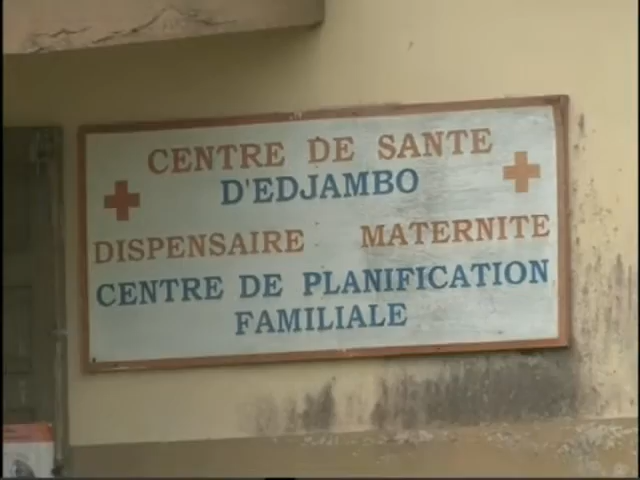 CENTRE DE SANTE
D'EDJAMBO
DISPENSAIRE MATERNITE
CENTRE DE PLANIFICATION
FAMILIALE